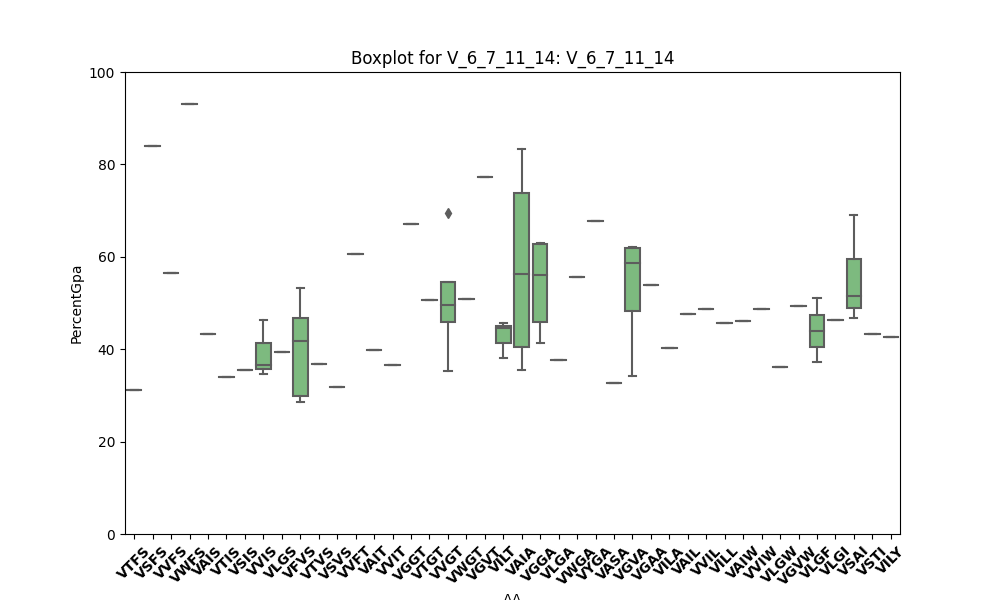 Boxplot for V_6_7_11_14: V_6_7_11_14
100
80
60
40
20
0
PercentGpa
VTFS
VSFS
VVFS
VWFS
VAIS
VTIS
VSIS
VVIS
VLGS
VFVS
VTVS
VSVS
VVFT
VAIT
VVIT
VGGT
VTGT
VVGT
VWGT
VGVT
VILT
VAIA
VGGA
VLGA
VWGA
VYGA
VASA
VGVA
VGAA
VILA
VAIL
VVIL
VILL
VAIW
VVIW
VLGW
VGVW
VLGF
VLGI
VSAI
VSTI
VILY
AA